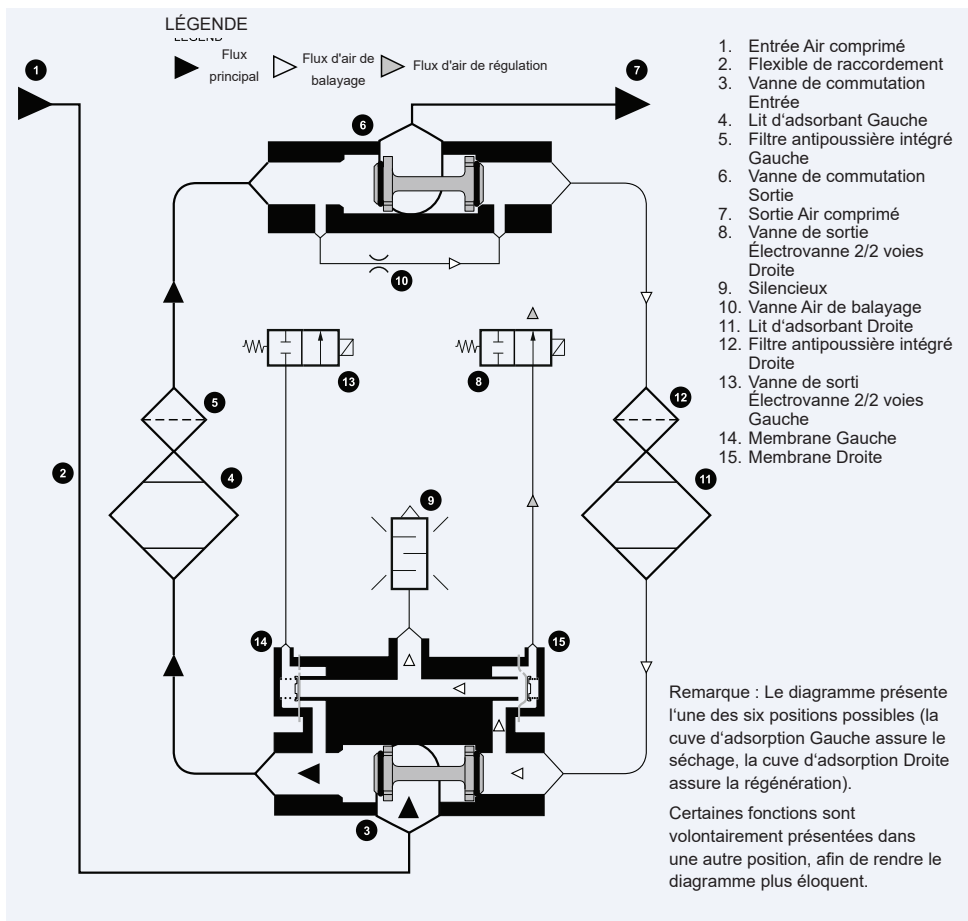 LÉGENDE
LEGEND
Flux
principal
Flux d'air de
balayage
Flux d'air de régulation
1
7
6
10
13
8
5
12
2
4
11
9
14
15
3
1. Entrée Air comprimé
2. Flexible de raccordement
3. Vanne de commutation
Entrée
4. Lit d‘adsorbant Gauche
5. Filtre antipoussière intégré
Gauche
6. Vanne de commutation
Sortie
7. Sortie Air comprimé
8. Vanne de sortie
Électrovanne 2/2 voies
Droite
9. Silencieux
10. Vanne Air de balayage
11. Lit d‘adsorbant Droite
12. Filtre antipoussière intégré
Droite
13. Vanne de sorti
Électrovanne 2/2 voies
Gauche
14. Membrane Gauche
15. Membrane Droite
Remarque : Le diagramme présente
l‘une des six positions possibles (la
cuve d‘adsorption Gauche assure le
séchage, la cuve d‘adsorption Droite
assure la régénération).
Certaines fonctions sont
volontairement présentées dans
une autre position, afin de rendre le
diagramme plus éloquent.